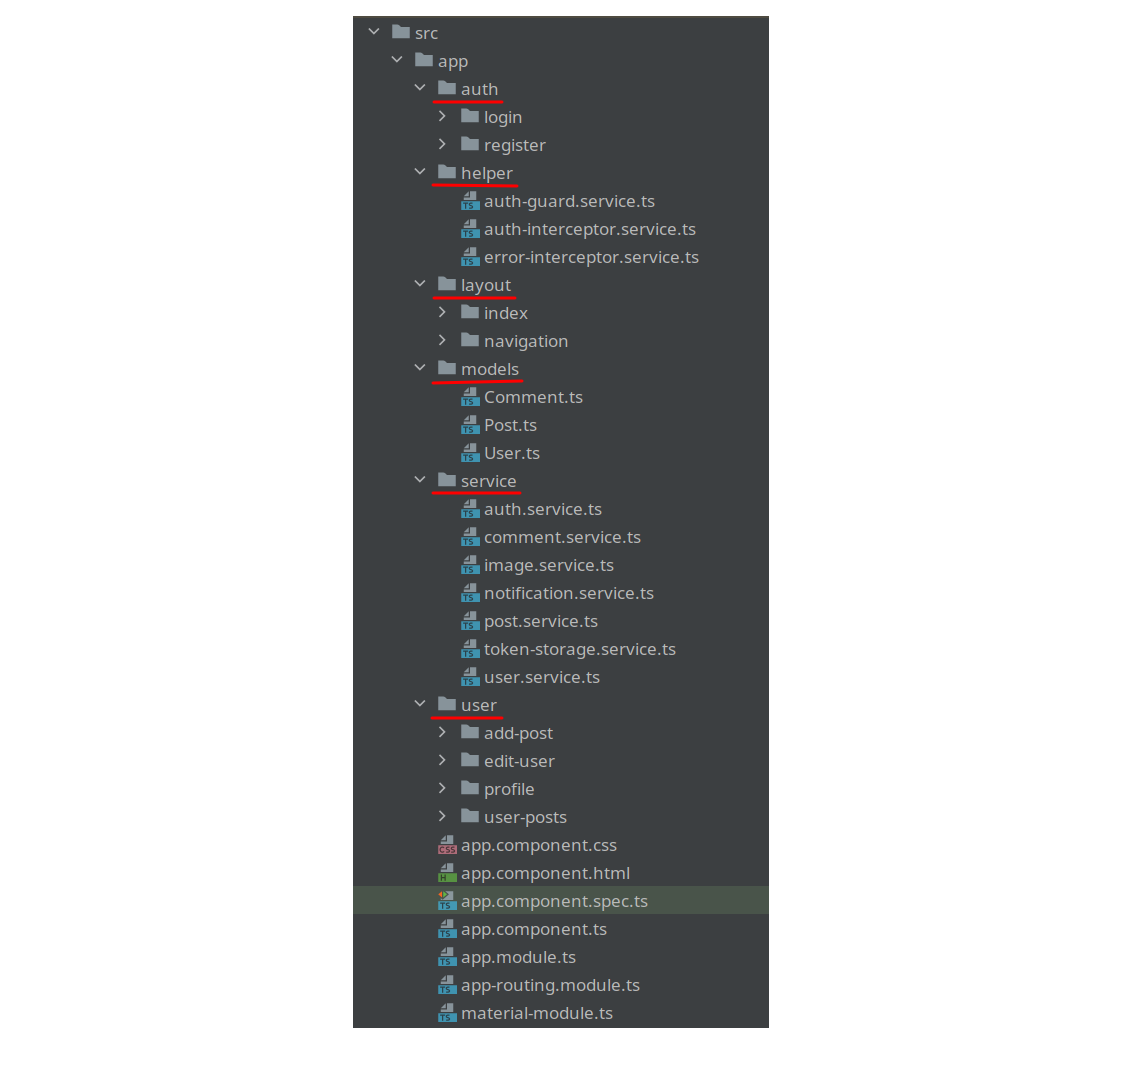 src
app
auth
login
register
helper
auth-guard.service.ts
auth-interceptor.service.ts
error-interceptor.service.ts
layout
index
navigation
models
Comment.ts
Post.ts
User.ts
service
auth.service.ts
comment.service.ts
image.service.ts
notification.service.ts
post.service.ts
token-storage.service.ts
user.service.ts
user
add-post
edit-user
profile
user-posts
app.component.css
app.component.html
app.component.spec.ts
app.component.ts
app.module.ts
app-routing.module.ts
material-module.ts